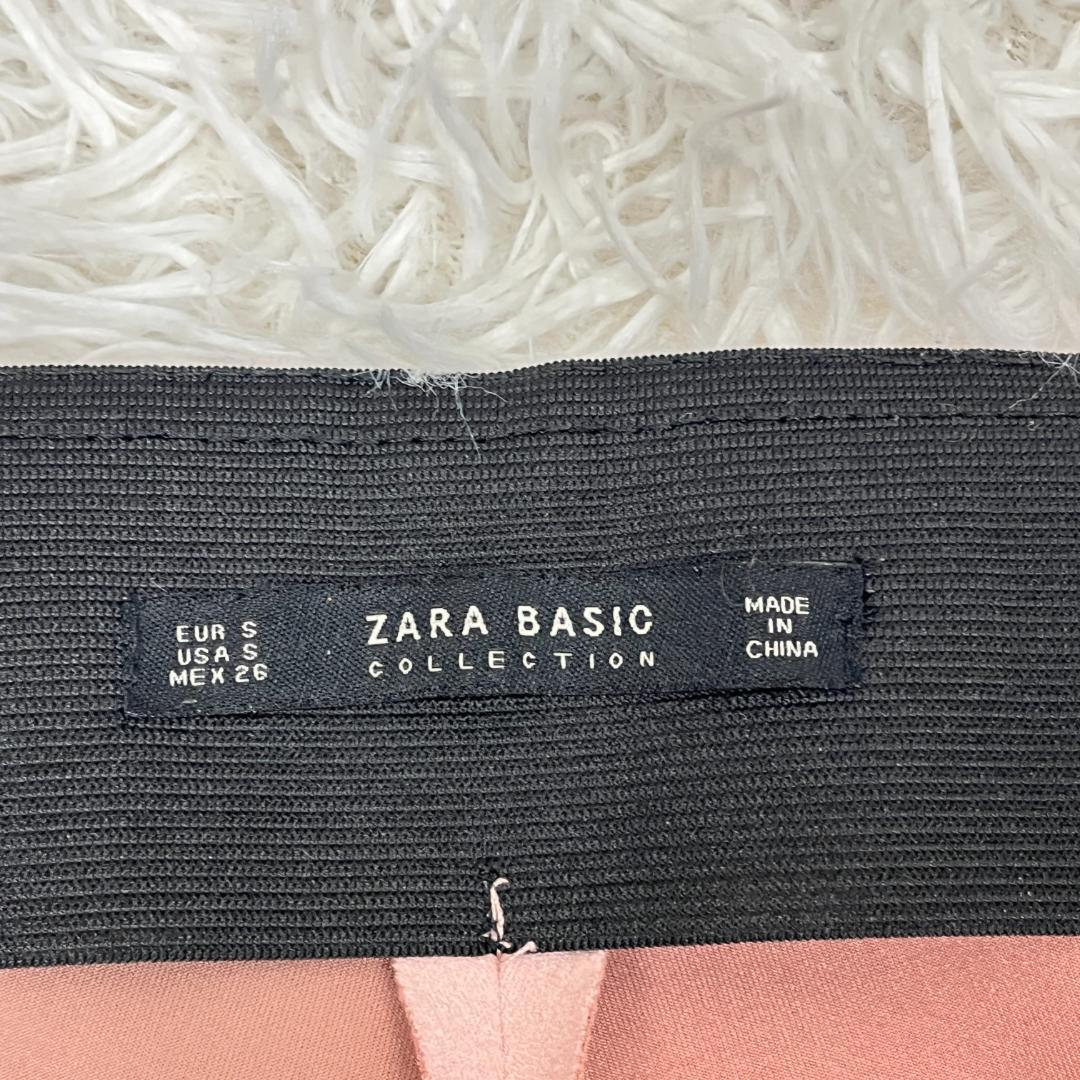 EUR S
USA S
MEX 26
ZARA BASIC
COLLECTION
MADE
IN
CHINA